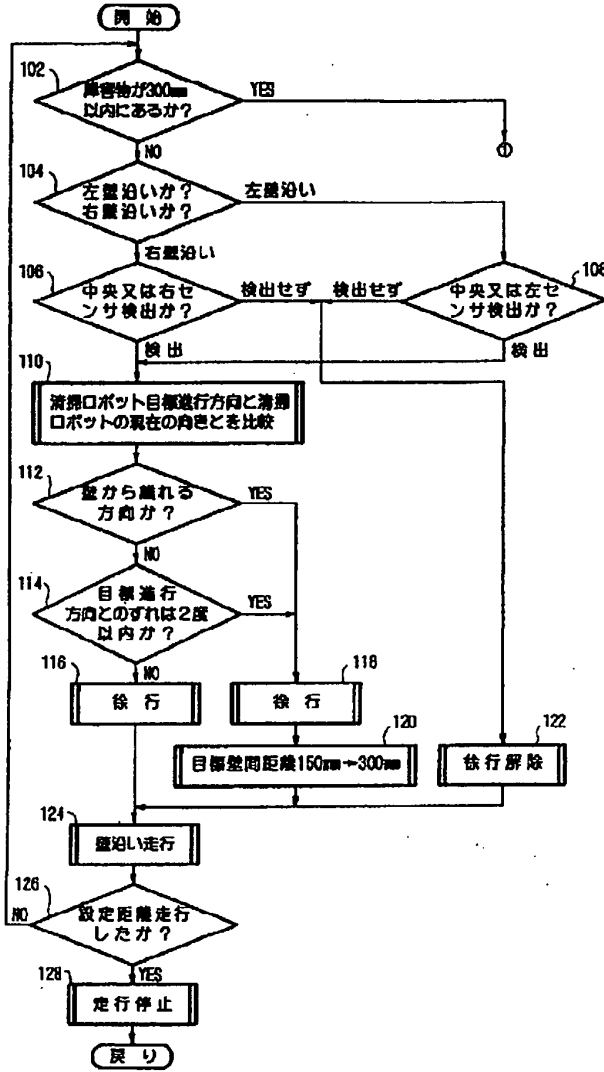 開始
102
障害物が300mm
以内にあるか？
YES
①
NO
104
左壁沿いか？
右壁沿いか？
左壁沿い
右壁沿い
106
中央又は右セ
ンサ検出か？
検出せず
検出せず
108
中央又は左セ
ンサ検出か？
検出
検出
110
清掃ロボット目標進行方向と清掃
ロボットの現在の向きとを比較
112
壁から離れる
方向か？
YES
NO
114
目標進行
方向とのずれは2度
以内か？
YES
NO
116
徐行
118
徐行
120
目標壁間距離150mm→300mm
122
徐行解除
124
壁沿い走行
126
設定距離走行
したか？
NO
YES
128
走行停止
戻り